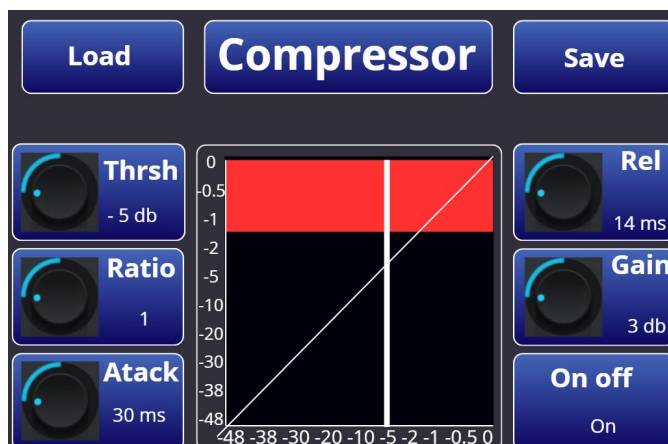 Load
Compressor
Save
Thrsh
- 5 db
Ratio
1
Atack
30 ms
0
-0.5
-1
-2
-5
-10
-20
-30
-38
-48
-48 -38 -30 -20 -10 -5 -2 -1 -0.5 0
Rel
14 ms
Gain
3 db
On off
On